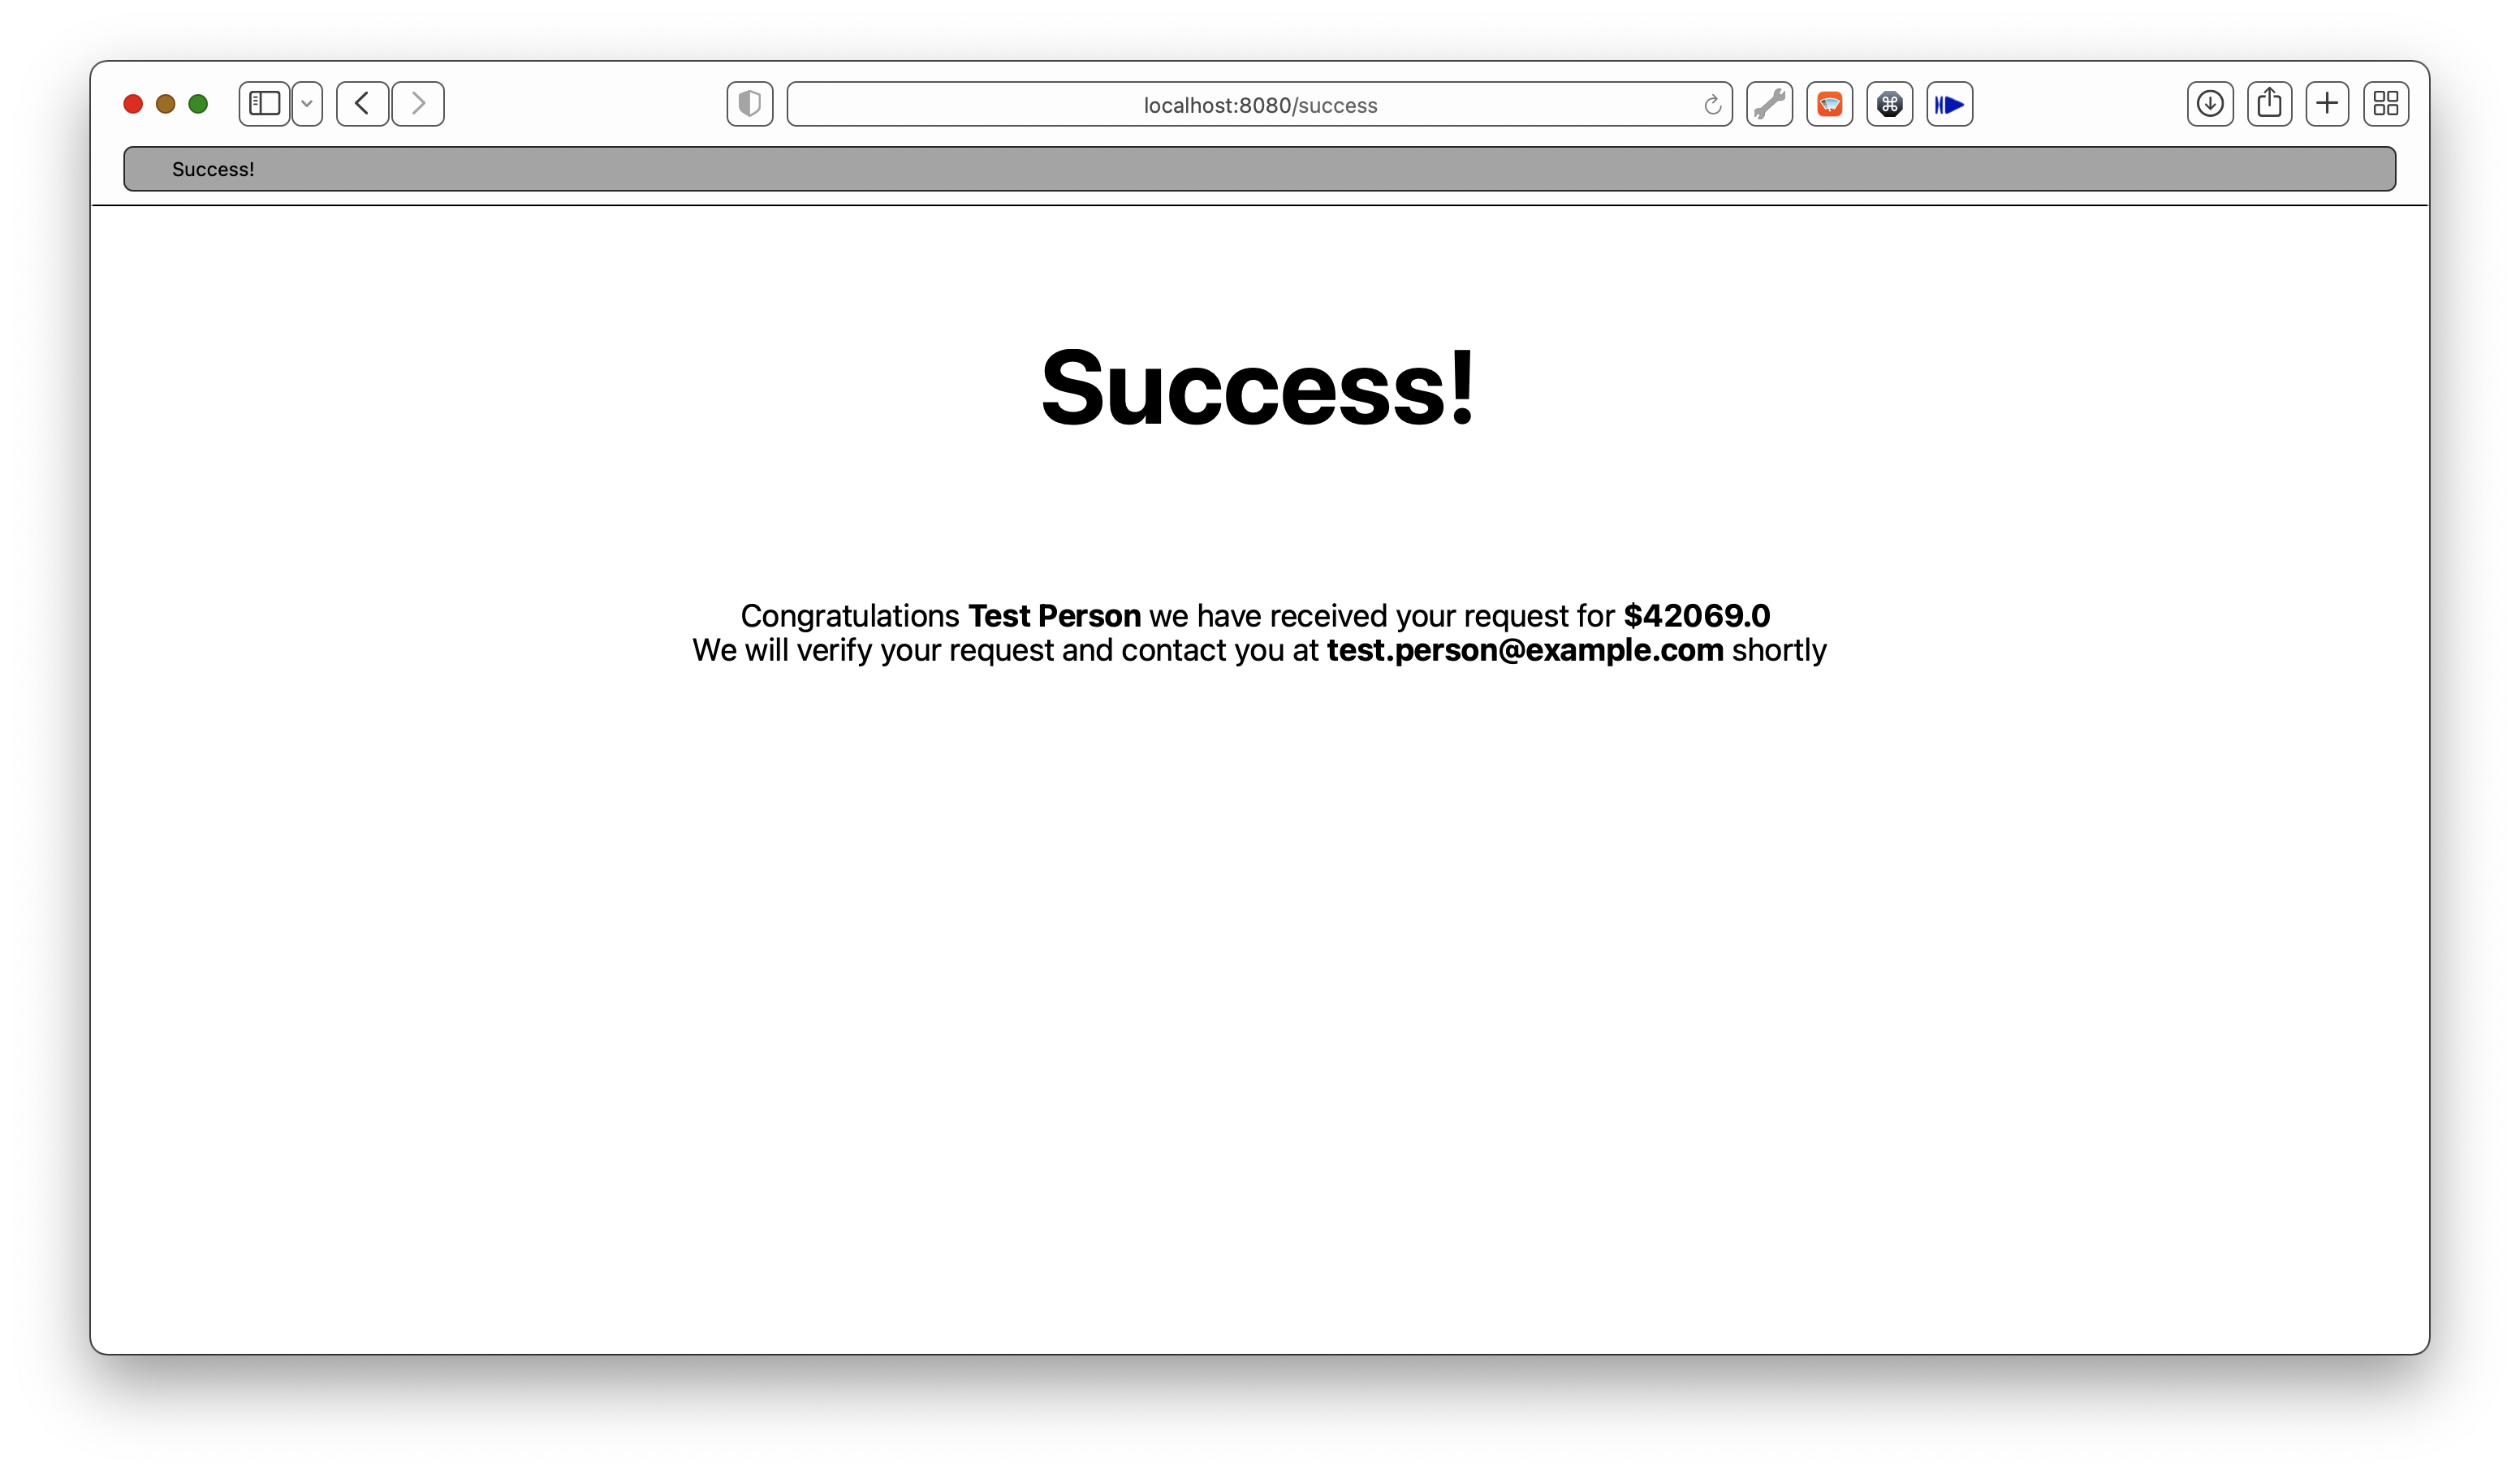 localhost:8080/success
Success!
Success!
Congratulations Test Person we have received your request for $42069.0
We will verify your request and contact you at test.person@example.com shortly